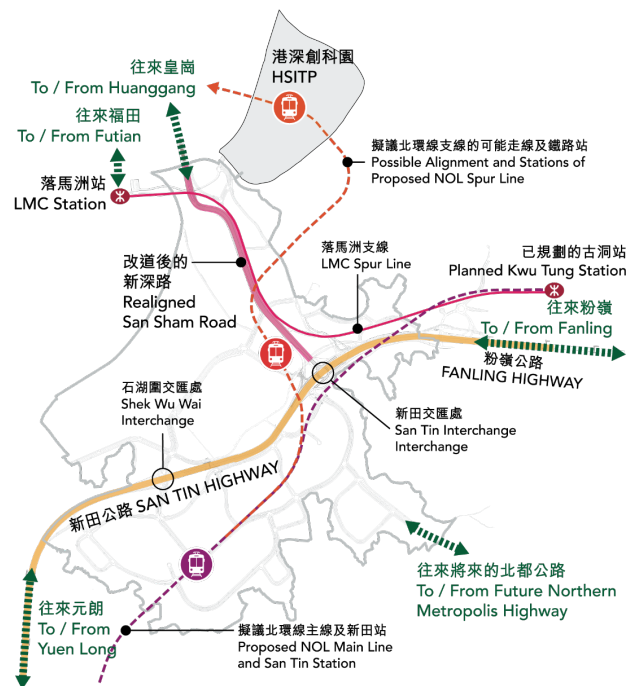 港深創科園
HSITP
往來皇崗
To / From Huanggang
往來福田
To / From Futian
擬議北環線支線的可能走線及鐵路站
Possible Alignment and Stations of
Proposed NOL Spur Line
落馬洲站
LMC Station
落馬洲支線
LMC Spur Line
已規劃的古洞站
Planned Kwu Tung Station
改道後的
新深路
Realigned
San Sham Road
往來粉嶺
To / From Fanling
粉嶺公路
FANLING HIGHWAY
石湖圍交匯處
Shek Wu Wai
Interchange
新田交匯處
San Tin Interchange
Interchange
新田公路 SAN TIN HIGHWAY
往來將來的北都公路
To / From Future Northern
Metropolis Highway
往來元朗
To / From
Yuen Long
擬議北環線主線及新田站
Proposed NOL Main Line
and San Tin Station